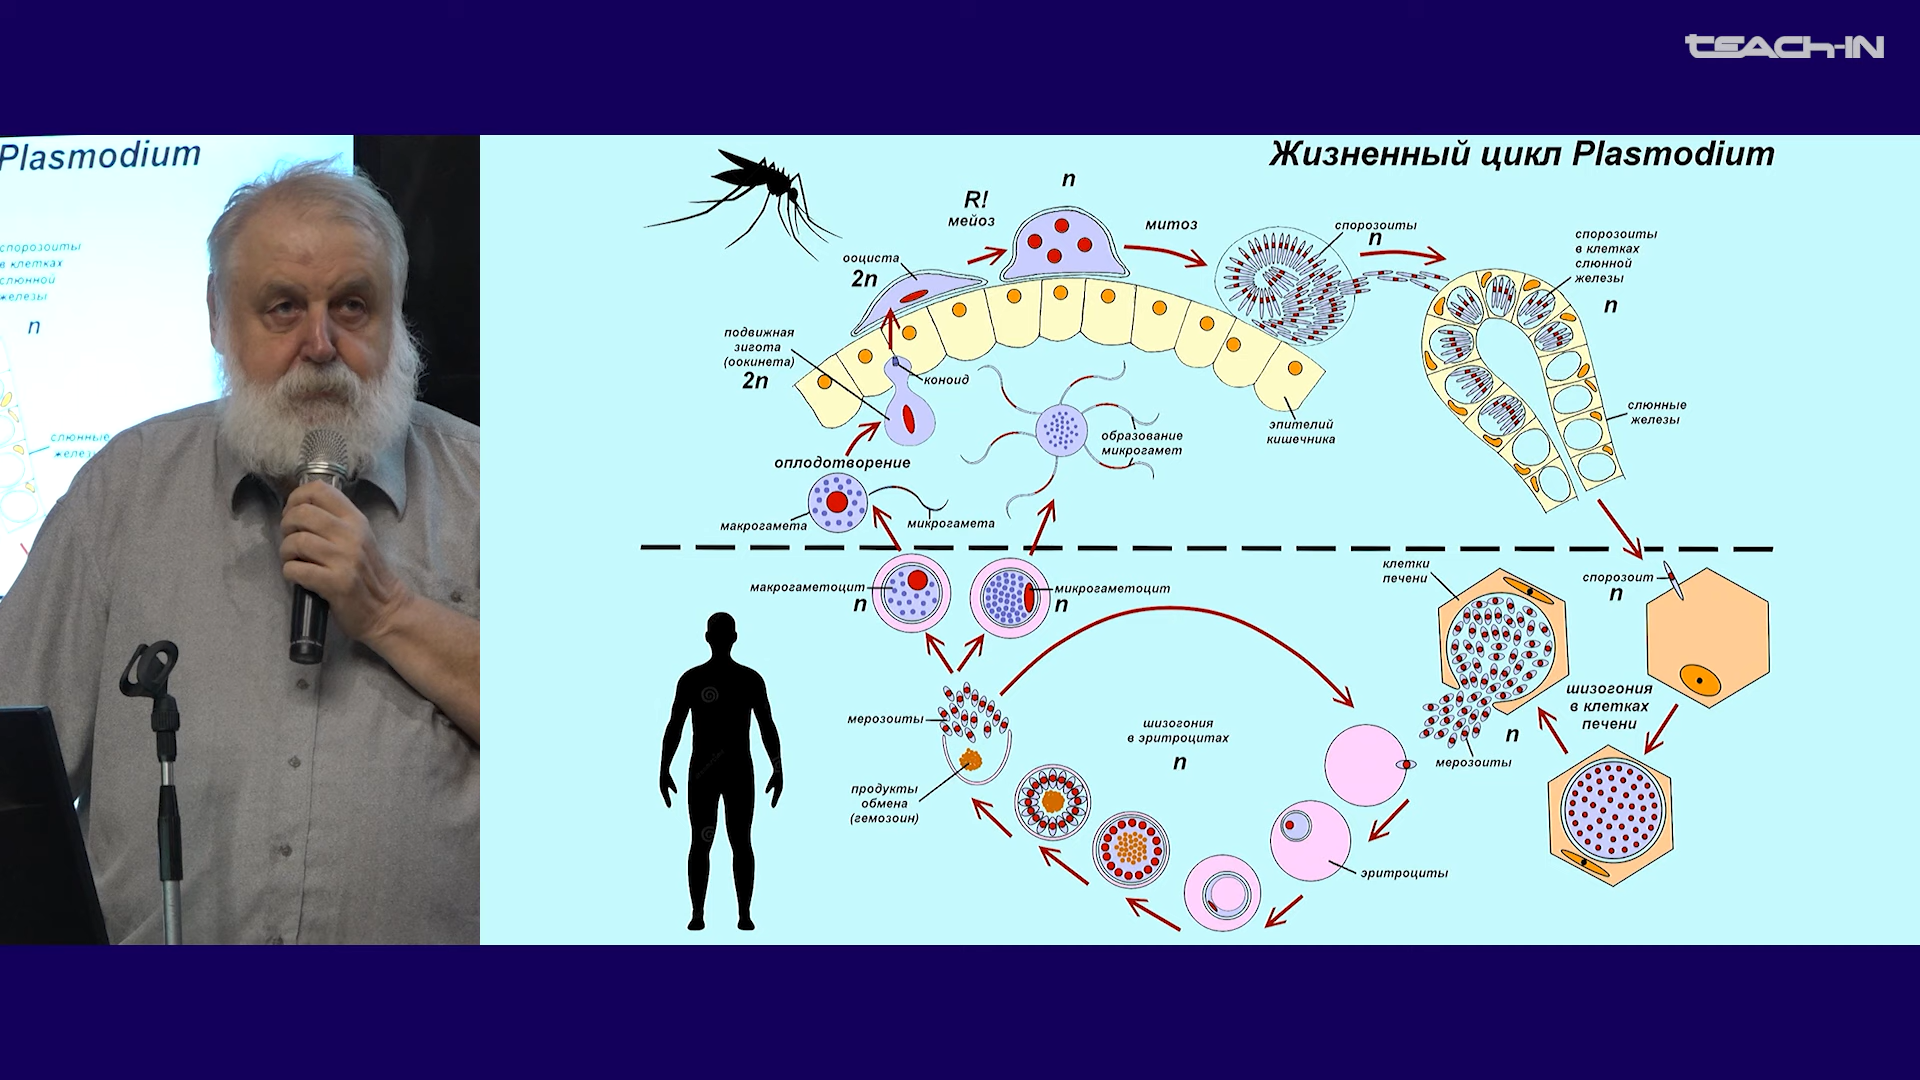 teach-in
Plasmodium
спорозоиты
в клетках
слюнной
железы
n
слюнные
Жизненный цикл Plasmodium
R!
мейоз
n
митоз
спорозоиты
n
спорозоиты
в клетках
слюнной
железы
n
ооциста
2n
подвижная
зигота
(оокинета)
2n
коноид
образование
микрогамет
эпителий
кишечника
слюнные
железы
оплодотворение
макрогамета
микрогамета
макрогаметоцит
n
микрогаметоцит
n
клетки
печени
спорозоит
n
шизогония
в клетках
печени
n
мерозоиты
мерозоиты
шизогония
в эритроцитах
n
продукты
обмена
(гемозоин)
эритроциты